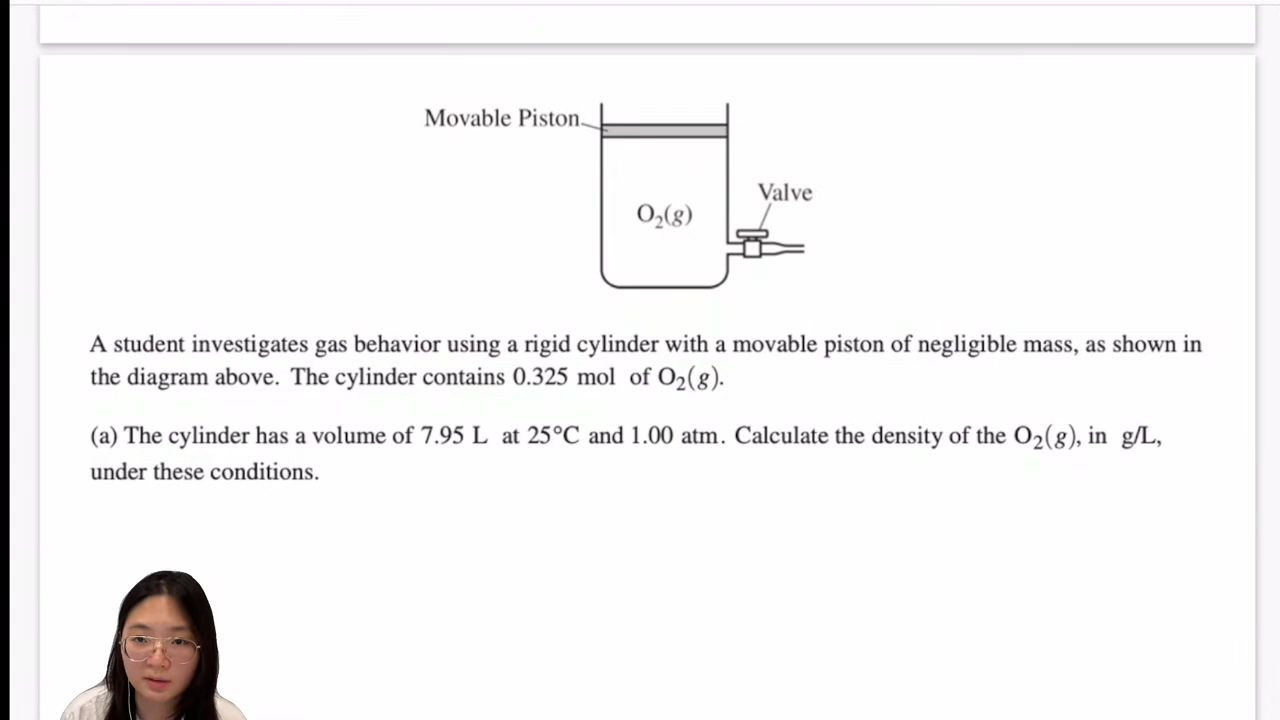 Movable Piston
Valve
O₂(g)
A student investigates gas behavior using a rigid cylinder with a movable piston of negligible mass, as shown in
the diagram above. The cylinder contains 0.325 mol of O₂(g).
(a) The cylinder has a volume of 7.95 L at 25°C and 1.00 atm. Calculate the density of the O₂(g), in g/L,
under these conditions.